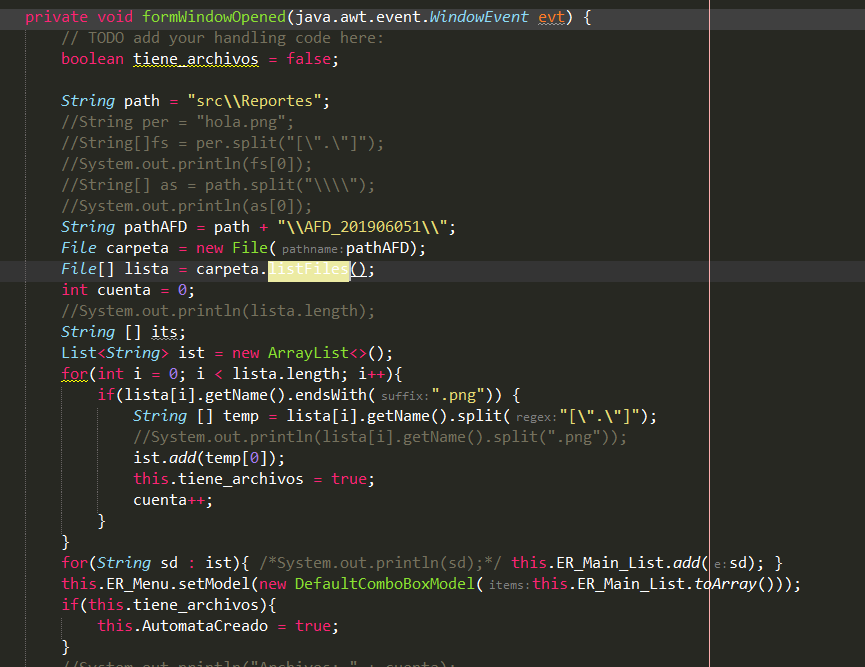 private void formWindowOpened(java.awt.event.WindowEvent evt) {
// TODO add your handling code here:
boolean tiene_archivos = false;
String path = "src\\Reportes";
//String per = "hola.png";
//String[]fs = per.split("[\".\"]");
//System.out.println(fs[0]);
//String[] as = path.split("\\\\");
//System.out.println(as[0]);
String pathAFD = path + "\\AFD_201906051\\";
File carpeta = new File( pathname: pathAFD);
File[] lista = carpeta.listFiles();
int cuenta = 0;
//System.out.println(lista.length);
String [] its;
List<String> ist = new ArrayList<>();
for(int i = 0; i < lista.length; i++){
if(lista[i].getName().endsWith( suffix: ".png")) {
String [] temp = lista[i].getName().split( regex: "[\".\"]");
//System.out.println(lista[i].getName().split(".png"));
ist.add(temp[0]);
this.tiene_archivos = true;
cuenta++;
}
}
for(String sd : ist){ /*System.out.println(sd);*/ this.ER_Main_List.add( e: sd); }
this.ER_Menu.setModel(new DefaultComboBoxModel( items: this.ER_Main_List.toArray()));
if(this.tiene_archivos){
this.AutomataCreado = true;
}
//System.out.println("Archivos: " + cuenta);